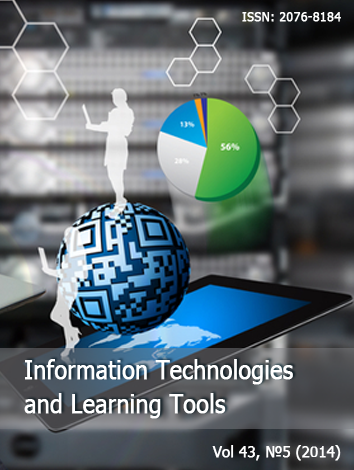 ISSN: 2076-8184
13%
56%
28%
Information Technologies
and Learning Tools
Vol 43, №5 (2014)